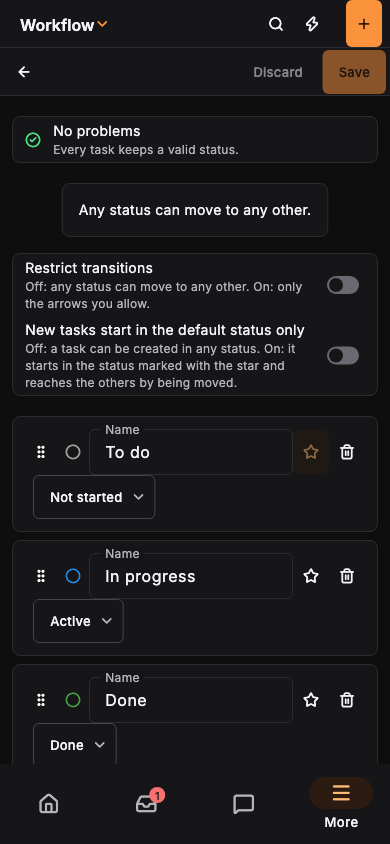 Workflow
Discard
Save
No problems
Every task keeps a valid status.
Any status can move to any other.
Restrict transitions
Off: any status can move to any other. On: only
the arrows you allow.
New tasks start in the default status only
Off: a task can be created in any status. On: it
starts in the status marked with the star and
reaches the others by being moved.
Name
To do
Not started
Name
In progress
Active
Name
Done
Done
1
More